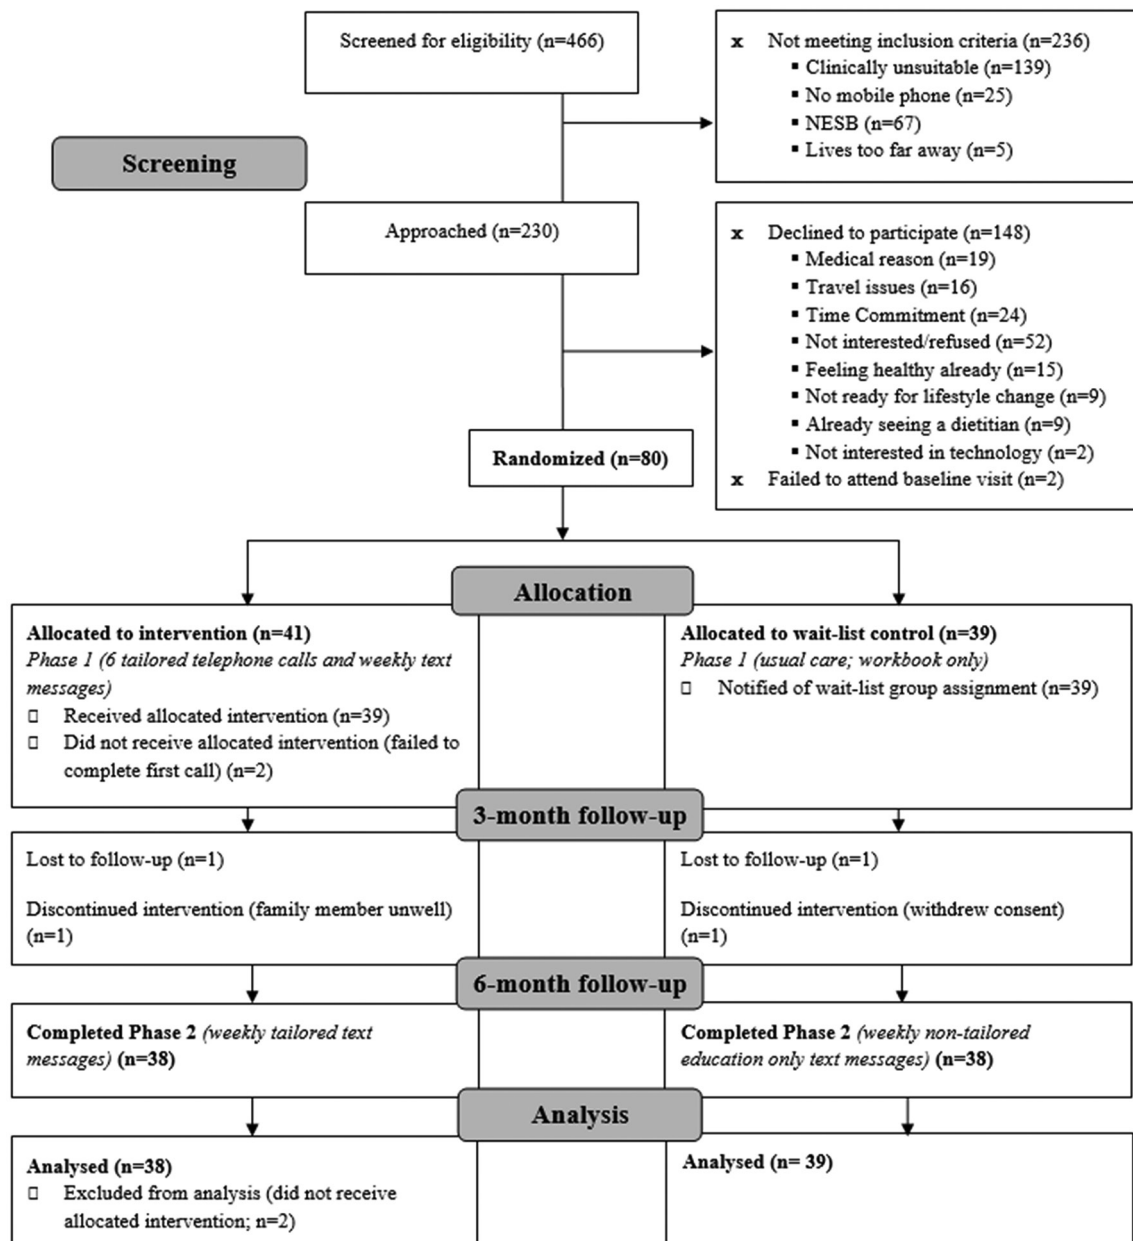 Screened for eligibility (n=466)
x Not meeting inclusion criteria (n=236)
▪ Clinically unsuitable (n=139)
▪ No mobile phone (n=25)
▪ NESB (n=67)
▪ Lives too far away (n=5)
Screening
Approached (n=230)
x Declined to participate (n=148)
▪ Medical reason (n=19)
▪ Travel issues (n=16)
▪ Time Commitment (n=24)
▪ Not interested/refused (n=52)
▪ Feeling healthy already (n=15)
▪ Not ready for lifestyle change (n=9)
▪ Already seeing a dietitian (n=9)
▪ Not interested in technology (n=2)
x Failed to attend baseline visit (n=2)
Randomized (n=80)
Allocation
Allocated to intervention (n=41)
Phase 1 (6 tailored telephone calls and weekly text
messages)
▯ Received allocated intervention (n=39)
▯ Did not receive allocated intervention (failed to
complete first call) (n=2)
Allocated to wait-list control (n=39)
Phase 1 (usual care; workbook only)
▯ Notified of wait-list group assignment (n=39)
3-month follow-up
Lost to follow-up (n=1)
Discontinued intervention (family member unwell)
(n=1)
Lost to follow-up (n=1)
Discontinued intervention (withdrew consent)
(n=1)
6-month follow-up
Completed Phase 2 (weekly tailored text
messages) (n=38)
Completed Phase 2 (weekly non-tailored
education only text messages) (n=38)
Analysis
Analysed (n=38)
▯ Excluded from analysis (did not receive
allocated intervention; n=2)
Analysed (n= 39)